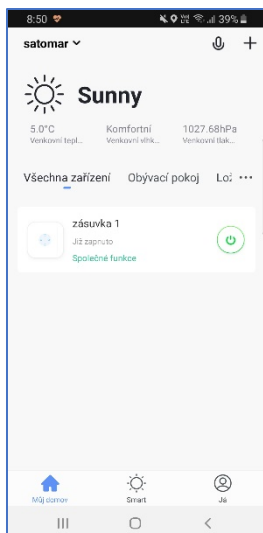 8:50 39%
satomar
Sunny
5.0°C Komfortní 1027.68hPa
Venkovní tepl... Venkovní vlhk... Venkovní tlak...
Všechna zařízení Obývací pokoj Lož ...
zásuvka 1
Již zapnuto
Společné funkce
Můj domov Smart Já